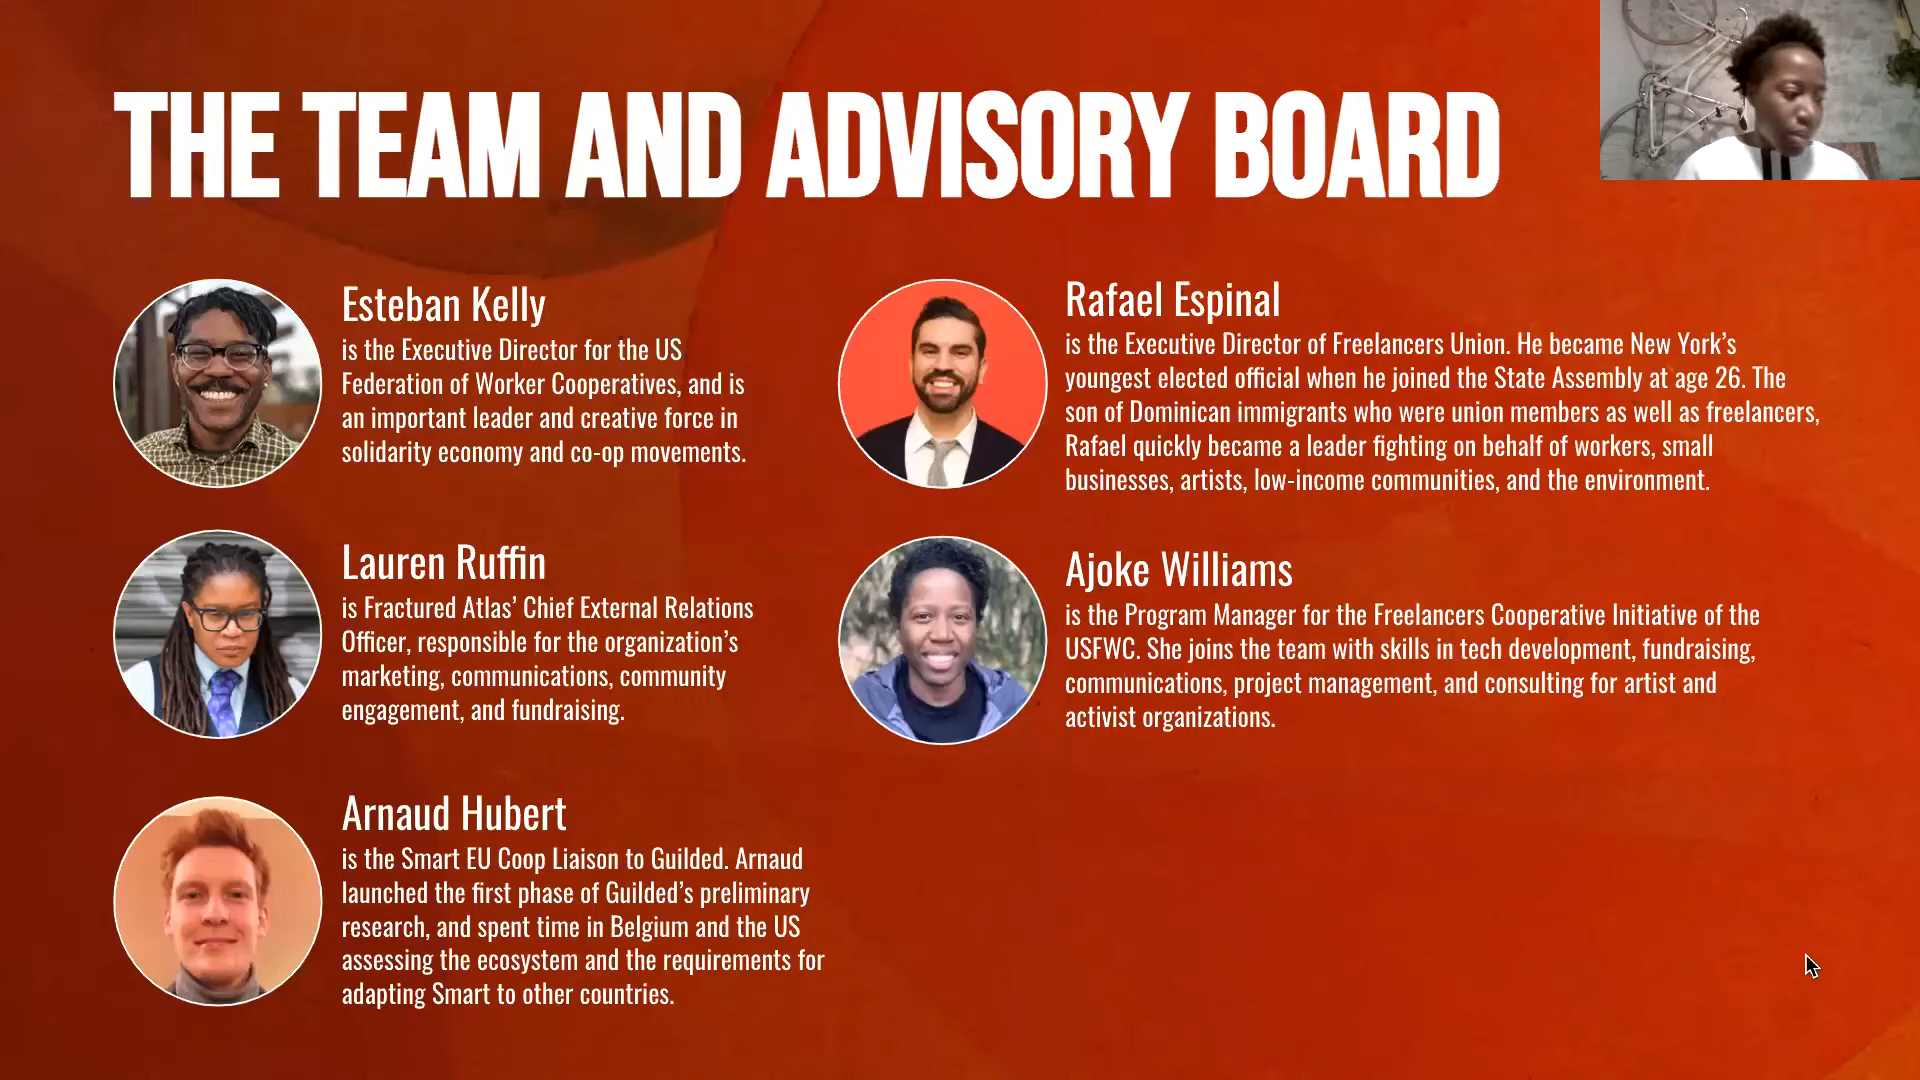 THE TEAM AND ADVISORY BOARD
Esteban Kelly
is the Executive Director for the US
Federation of Worker Cooperatives, and is
an important leader and creative force in
solidarity economy and co-op movements.
Lauren Ruffin
is Fractured Atlas’ Chief External Relations
Officer, responsible for the organization’s
marketing, communications, community
engagement, and fundraising.
Arnaud Hubert
is the Smart EU Coop Liaison to Guilded. Arnaud
launched the first phase of Guilded’s preliminary
research, and spent time in Belgium and the US
assessing the ecosystem and the requirements for
adapting Smart to other countries.
Rafael Espinal
is the Executive Director of Freelancers Union. He became New York’s
youngest elected official when he joined the State Assembly at age 26. The
son of Dominican immigrants who were union members as well as freelancers,
Rafael quickly became a leader fighting on behalf of workers, small
businesses, artists, low-income communities, and the environment.
Ajoke Williams
is the Program Manager for the Freelancers Cooperative Initiative of the
USFWC. She joins the team with skills in tech development, fundraising,
communications, project management, and consulting for artist and
activist organizations.